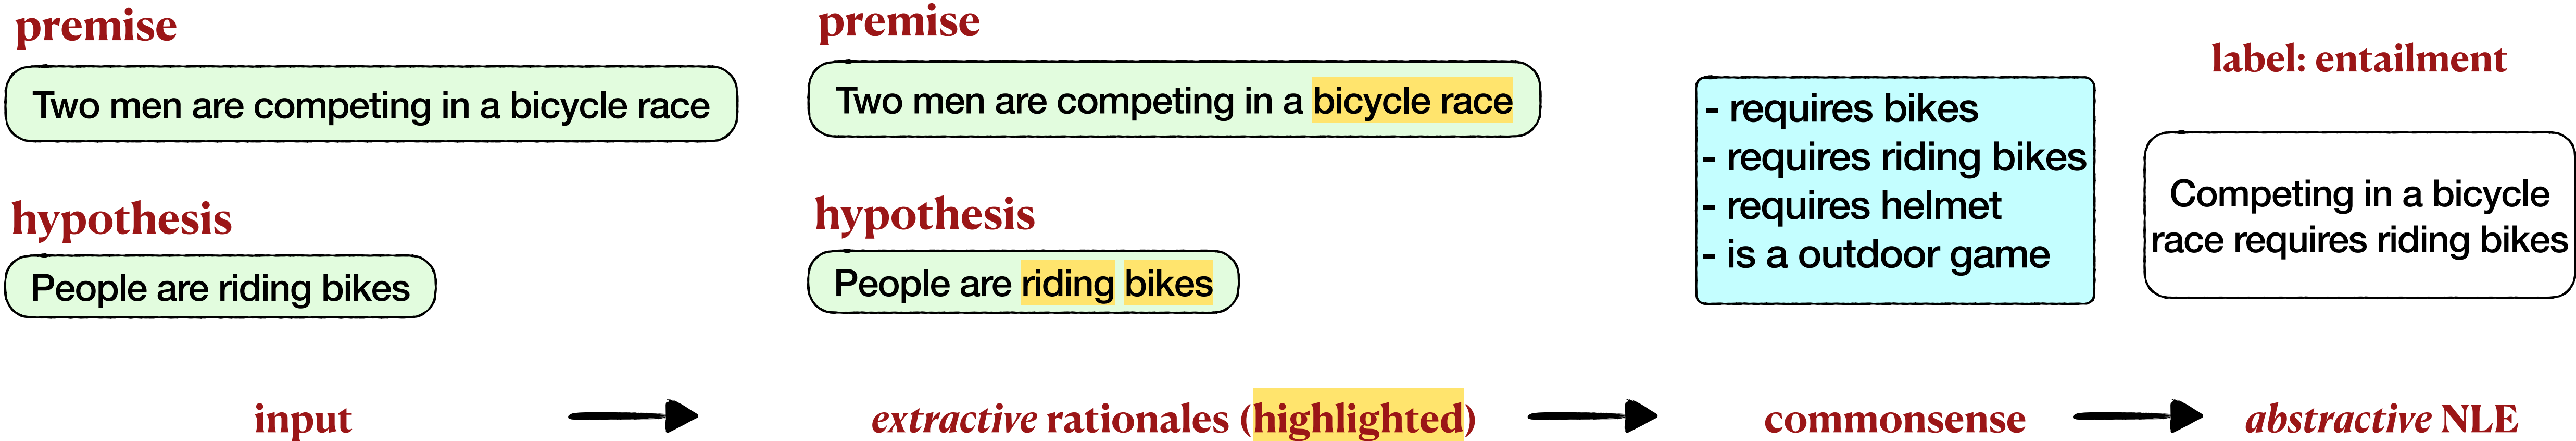 premise
Two men are competing in a bicycle race
hypothesis
People are riding bikes
input
premise
Two men are competing in a bicycle race
hypothesis
People are riding bikes
extractive rationales (highlighted)
- requires bikes
- requires riding bikes
- requires helmet
- is a outdoor game
commonsense
label: entailment
Competing in a bicycle
race requires riding bikes
abstractive NLE